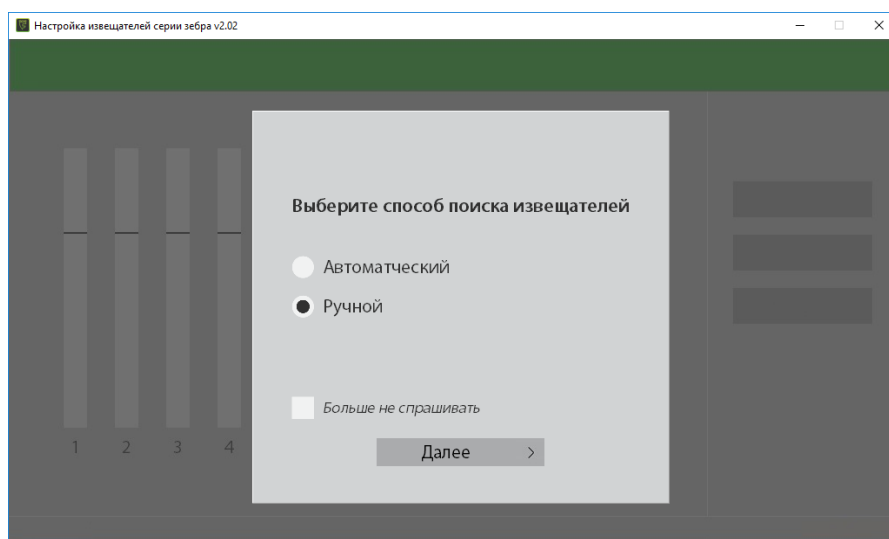 Настройка извещателей серии зебра v2.02
Выберите способ поиска извещателей
Автоматческий
Ручной
Больше не спрашивать
1 2 3 4
Далее